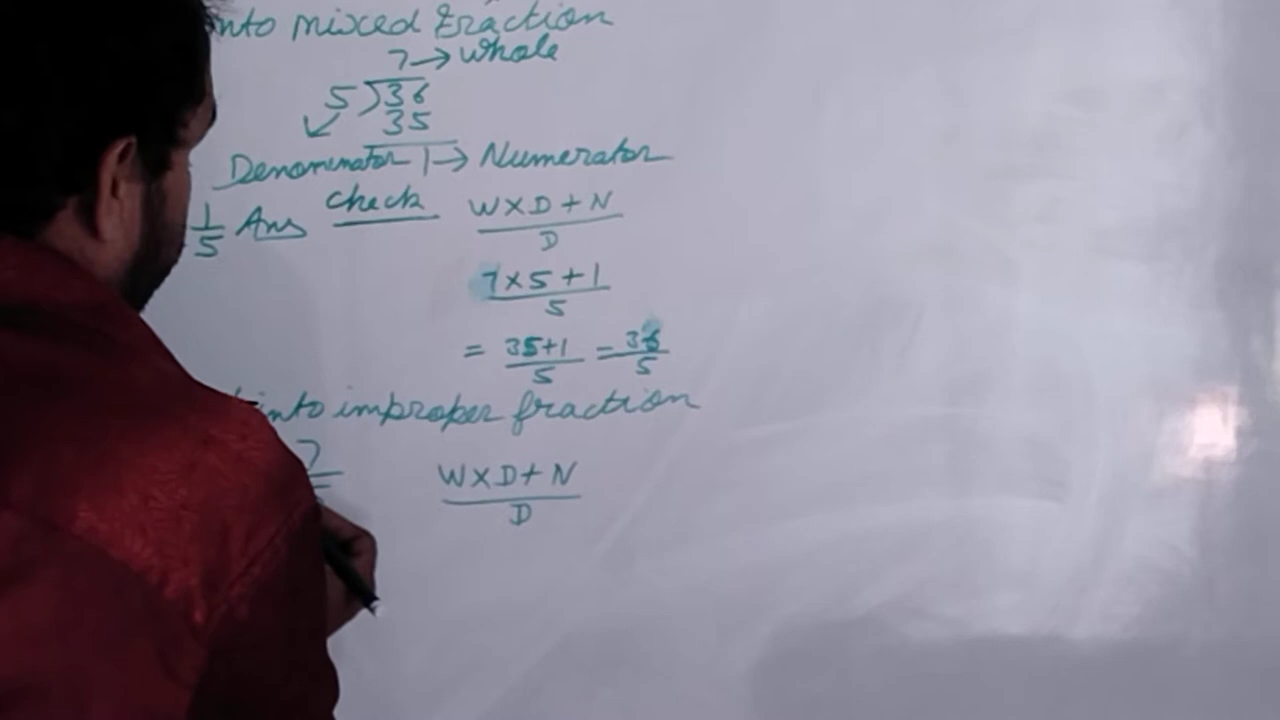 into mixed fraction
7 → Whole
5 ) 36
35
Denominator 1 → Numerator
1/5 Ans Check W X D + N / D
7 × 5 + 1 / 5
= 35+1 / 5 = 36 / 5
into improper fraction
W X D + N / D